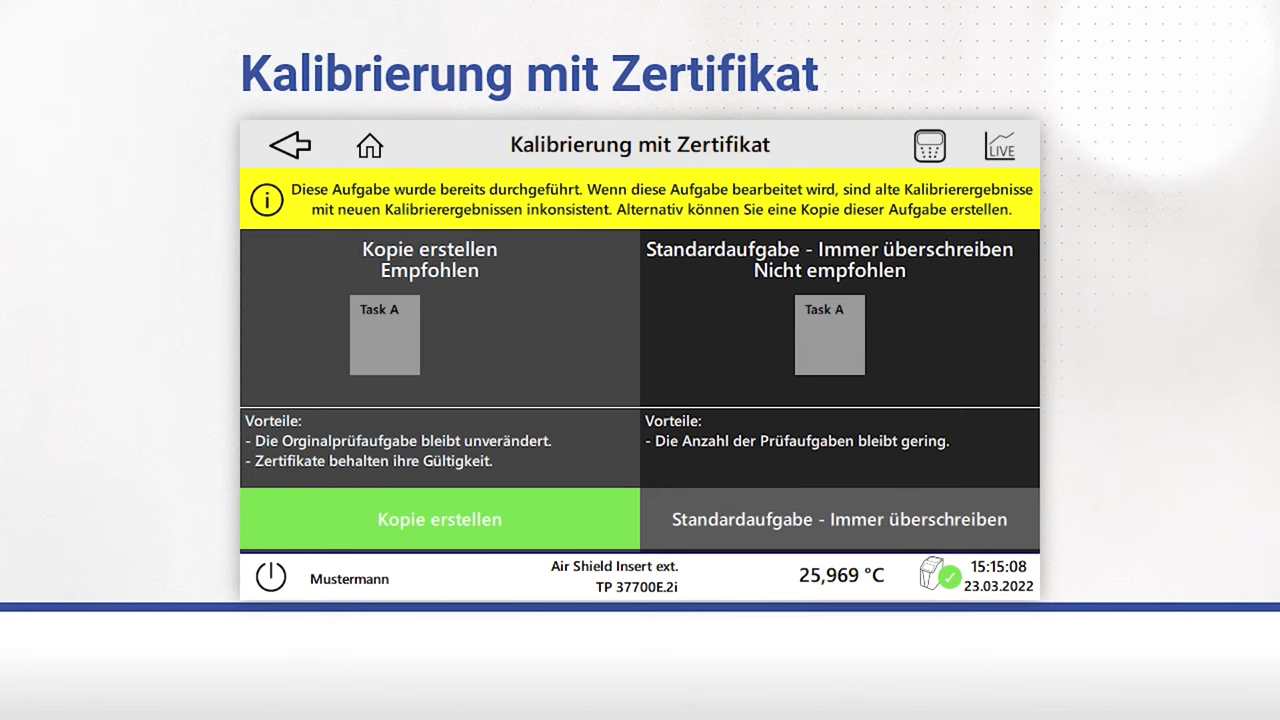 Kalibrierung mit Zertifikat
Kalibrierung mit Zertifikat
LIVE
Diese Aufgabe wurde bereits durchgeführt. Wenn diese Aufgabe bearbeitet wird, sind alte Kalibrierergebnisse
mit neuen Kalibrierergebnissen inkonsistent. Alternativ können Sie eine Kopie dieser Aufgabe erstellen.
Kopie erstellen
Empfohlen
Task A
Vorteile:
- Die Orginalprüfaufgabe bleibt unverändert.
- Zertifikate behalten ihre Gültigkeit.
Kopie erstellen
Standardaufgabe - Immer überschreiben
Nicht empfohlen
Task A
Vorteile:
- Die Anzahl der Prüfaufgaben bleibt gering.
Standardaufgabe - Immer überschreiben
Mustermann
Air Shield Insert ext.
TP 37700E.2i
25,969 °C
15:15:08
23.03.2022